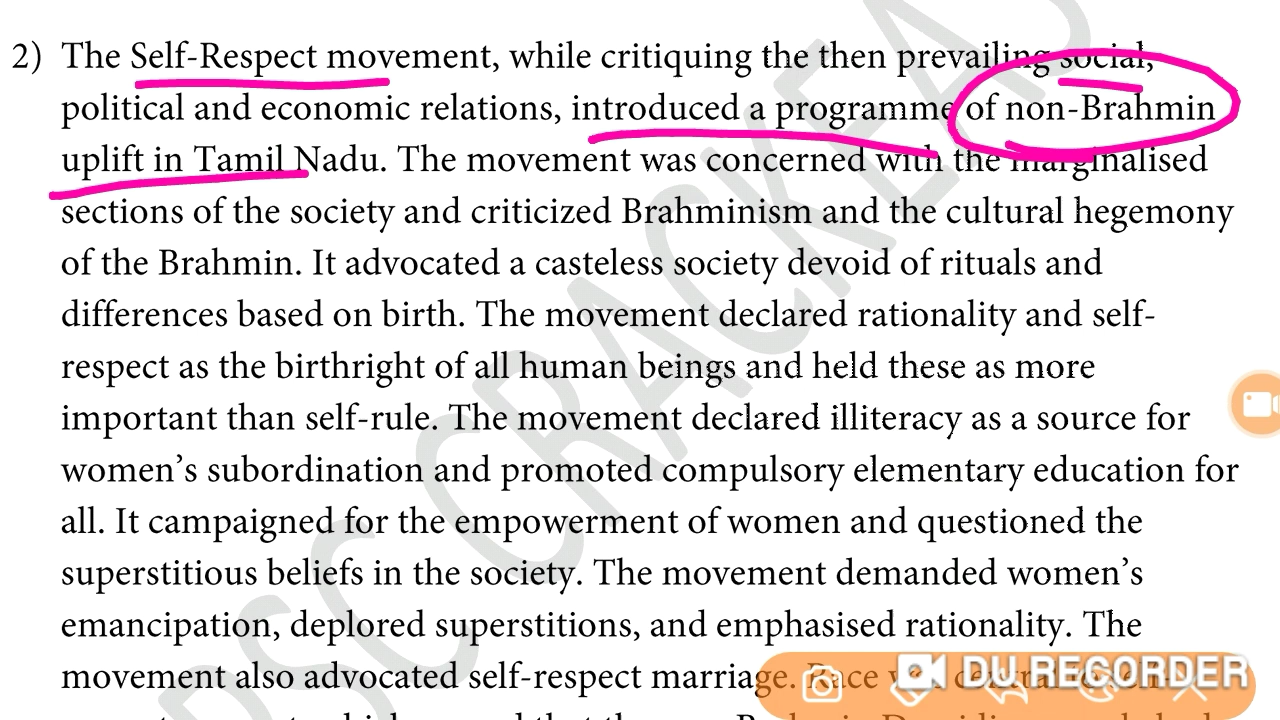 2) The Self-Respect movement, while critiquing the then prevailing social,
political and economic relations, introduced a programme of non-Brahmin
uplift in Tamil Nadu. The movement was concerned with the marginalised
sections of the society and criticized Brahminism and the cultural hegemony
of the Brahmin. It advocated a casteless society devoid of rituals and
differences based on birth. The movement declared rationality and self-
respect as the birthright of all human beings and held these as more
important than self-rule. The movement declared illiteracy as a source for
women's subordination and promoted compulsory elementary education for
all. It campaigned for the empowerment of women and questioned the
superstitious beliefs in the society. The movement demanded women's
emancipation, deplored superstitions, and emphasised rationality. The
movement also advocated self-respect marriage. Race
DU RECORDER